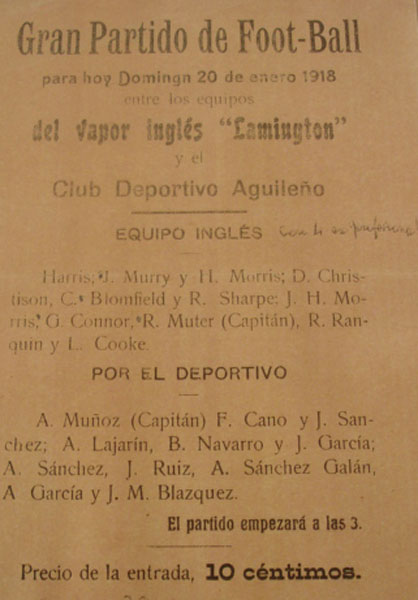 Gran Partido de Foot-Ball
para hoy Domingn 20 de enero 1918
entre los equipos
del vapor inglés "Lamington"
y el
Club Deportivo Aguileño
EQUIPO INGLÉS
Harris; J. Murry y H. Morris; D. Chris-
tison, C. Blomfield y R. Sharpe; J. H. Mo-
rris, G. Connor, R. Muter (Capitán), R. Ran-
quin y L. Cooke.
POR EL DEPORTIVO
A. Muñoz (Capitán) F. Cano y J. San-
chez; A. Lajarín, B. Navarro y J. García;
A. Sánchez, J. Ruiz, A. Sánchez Galán,
A García y J. M. Blazquez.
El partido empezará a las 3.
Precio de la entrada, 10 céntimos.